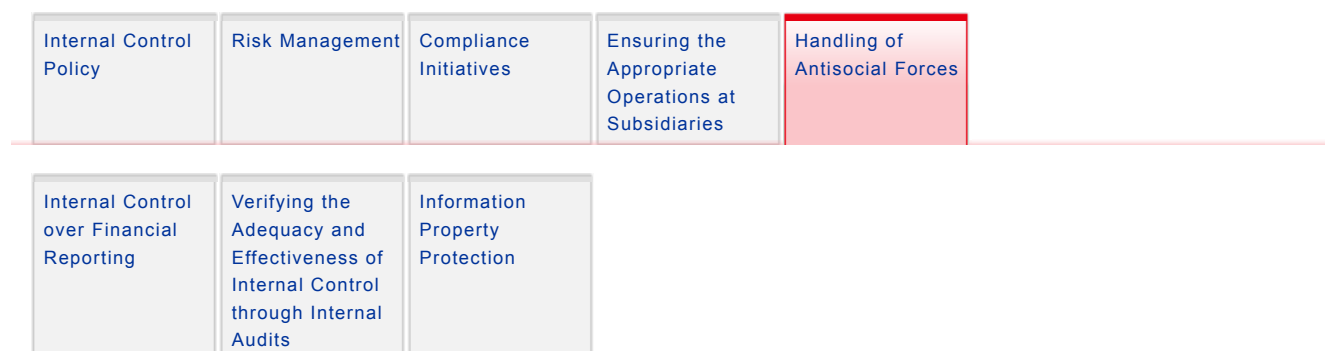 Internal Control
Policy
Risk Management
Compliance
Initiatives
Ensuring the
Appropriate
Operations at
Subsidiaries
Handling of
Antisocial Forces
Internal Control
over Financial
Reporting
Verifying the
Adequacy and
Effectiveness of
Internal Control
through Internal
Audits
Information
Property
Protection